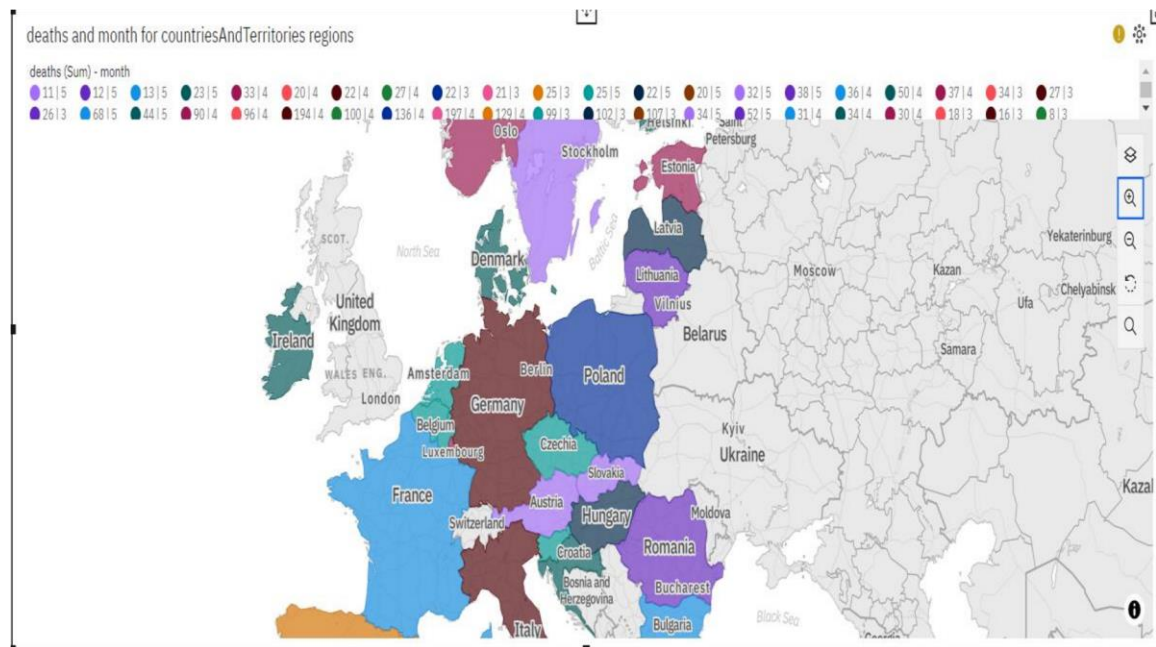 deaths and month for countriesAndTerritories regions
deaths (Sum) - month
11 | 5 12 | 5 13 | 5 23 | 5 33 | 4 20 | 4 22 | 4 27 | 4 22 | 3 21 | 3 25 | 3 25 | 5 25 | 5 20 | 5 32 | 5 38 | 5 36 | 4 50 | 4 37 | 4 34 | 3 27 | 3
26 | 3 68 | 5 44 | 5 90 | 4 96 | 4 194 | 4 100 | 4 136 | 4 197 | 4 129 | 4 99 | 3 102 | 3 107 | 3 34 | 5 52 | 5 31 | 4 34 | 4 30 | 4 18 | 3 16 | 3 8 | 3
Oslo
Helsinki
Saint
Petersburg
Stockholm
Estonia
SCOT.
North Sea
Baltic Sea
Latvia
Yekaterinburg
Denmark
Lithuania
Moscow
Kazan
Chelyabinsk
Vilnius
Ufa
United
Kingdom
Ireland
Belarus
Samara
WALES ENG.
Amsterdam
Berlin
Poland
London
Germany
Belgium
Kyiv
Luxembourg
Czechia
Ukraine
Slovakia
France
Austria
Kazal
Switzerland
Hungary
Moldova
Croatia
Romania
Bosnia and
Herzegovina
Bucharest
Black Sea
Italy
Bulgaria
Georgia